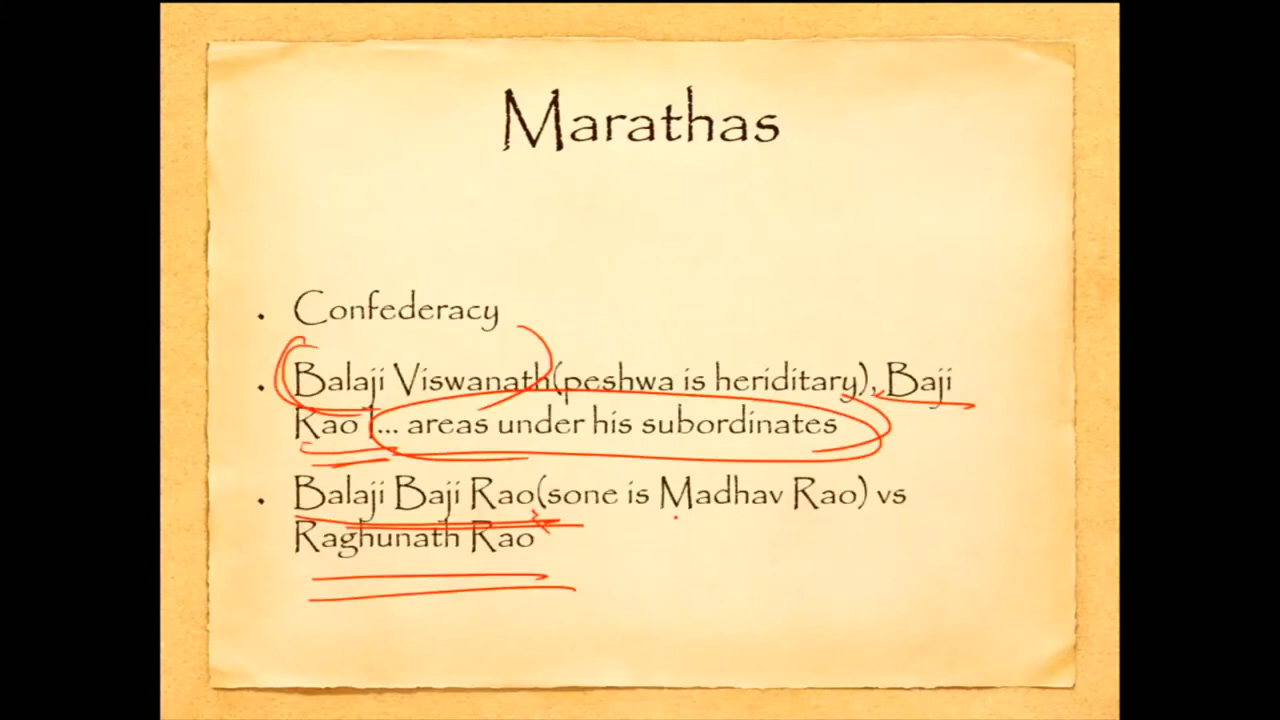 Marathas
. Confederacy
. Balaji Viswanath(peshwa is heriditary), Baji
Rao I... areas under his subordinates
. Balaji Baji Rao(sone is Madhav Rao) vs
Raghunath Rao